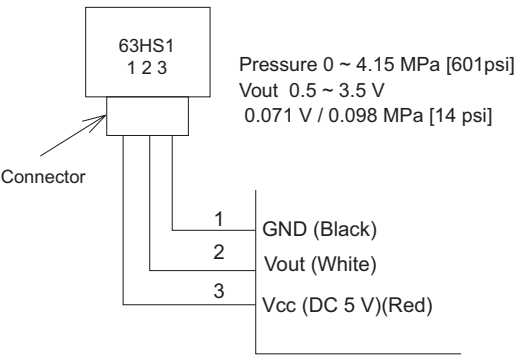 63HS1
1 2 3
Pressure 0 ~ 4.15 MPa [601psi]
Vout 0.5 ~ 3.5 V
0.071 V / 0.098 MPa [14 psi]
Connector
1
GND (Black)
2
Vout (White)
3
Vcc (DC 5 V)(Red)